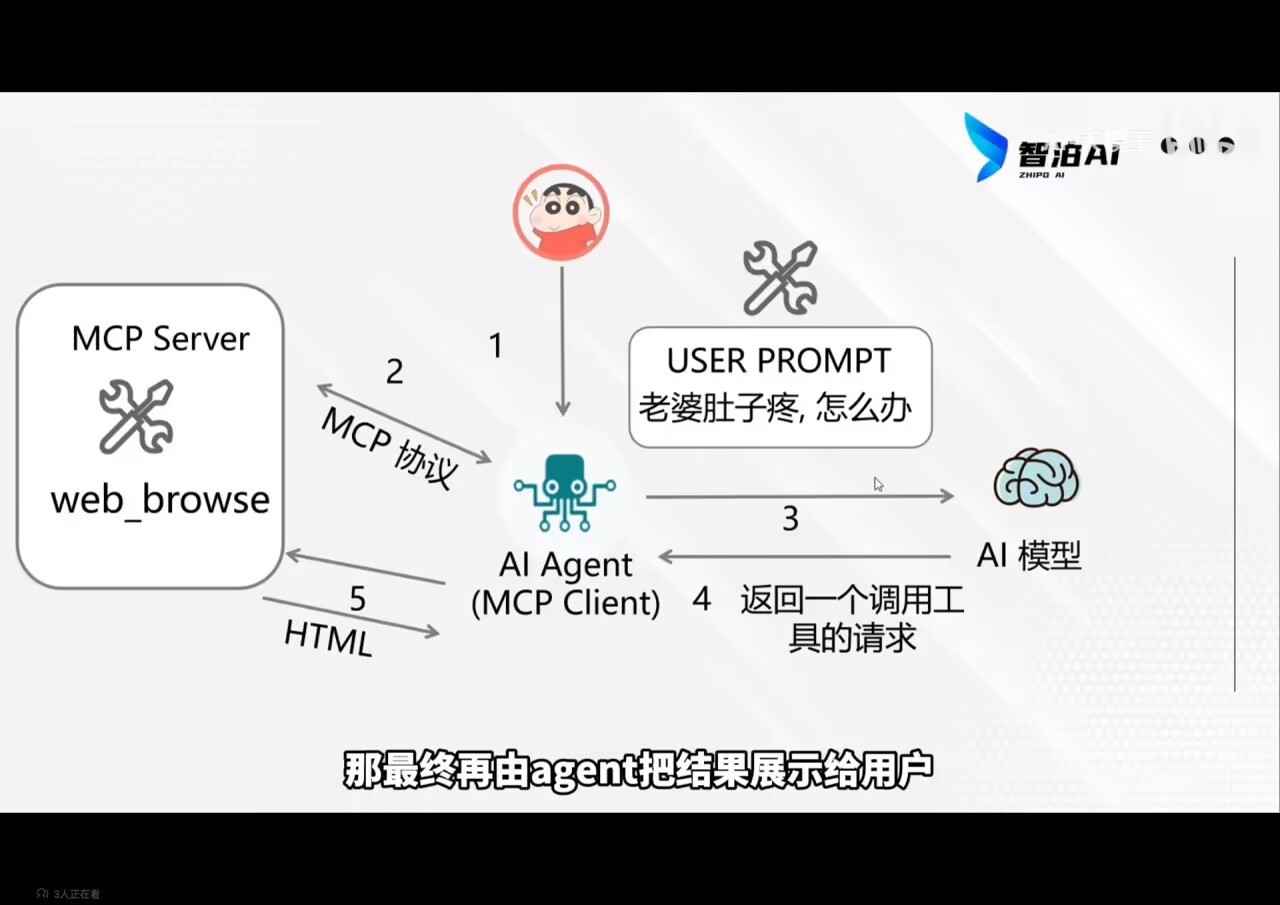 智泊AI
ZHIPO AI
MCP Server
web_browse
1
2
MCP 协议
USER PROMPT
老婆肚子疼, 怎么办
3
AI 模型
AI Agent
(MCP Client)
4 返回一个调用工
具的请求
5
HTML
那最终再由agent把结果展示给用户
3人正在看